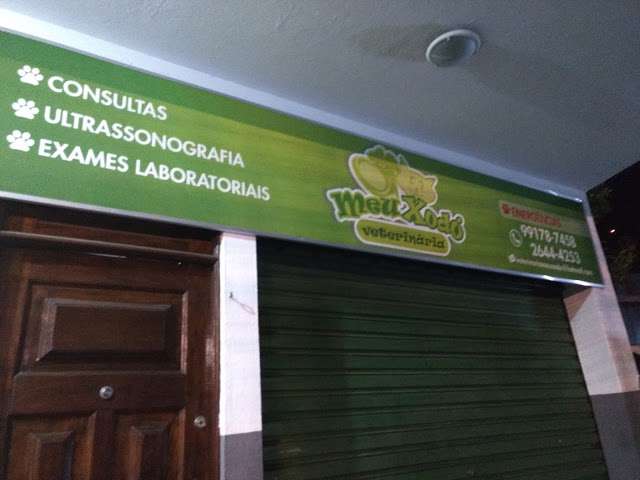 CONSULTAS
ULTRASSONOGRAFIA
EXAMES LABORATORIAIS
Meu Xodó
veterinária
EMERGÊNCIAS
99178-7458
2644-4253